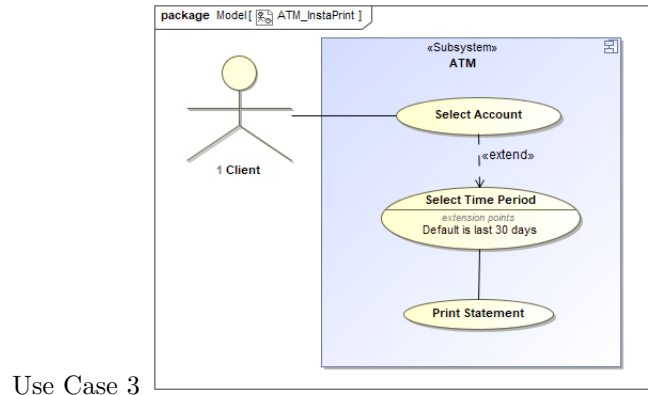 package Model[ ATM_InstaPrint ]
«Subsystem»
ATM
Select Account
«extend»
1 Client
Select Time Period
extension points
Default is last 30 days
Print Statement
Use Case 3